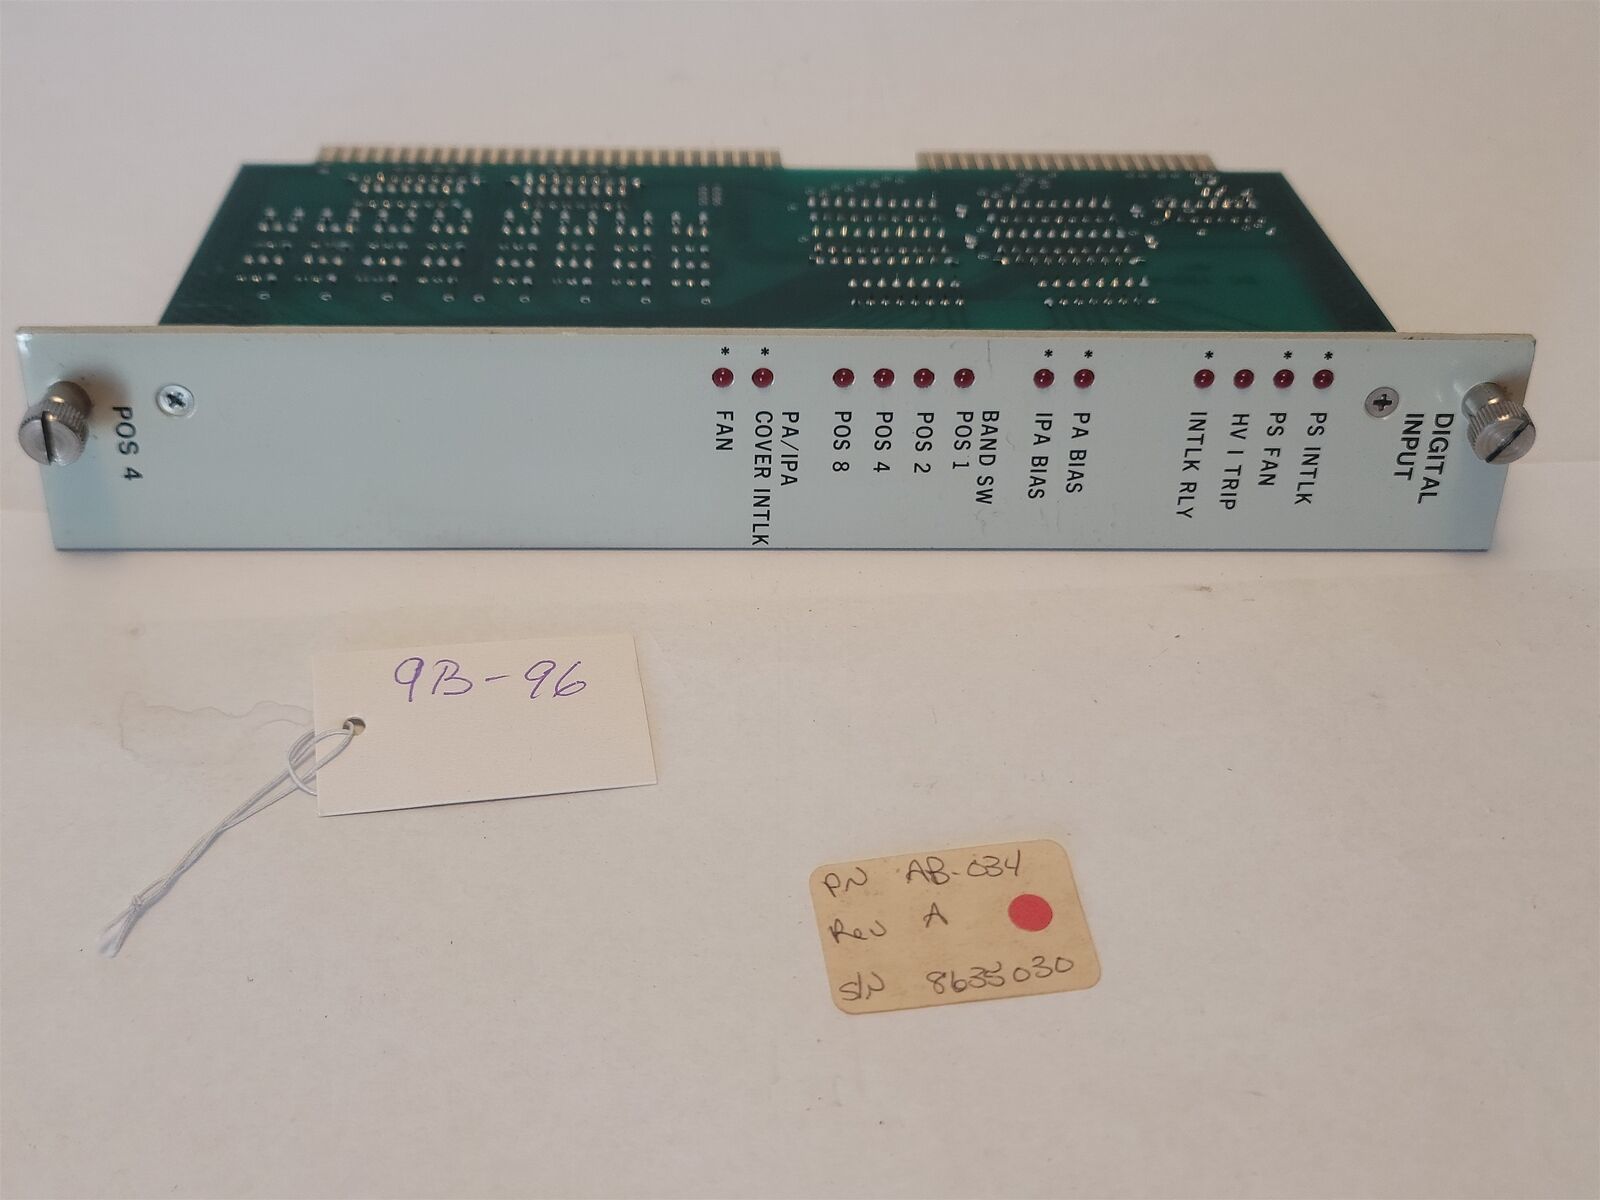 DIGITAL
INPUT
* PS INTLK
* PS FAN
HV I TRIP
* INTLK RLY
* PA BIAS
* IPA BIAS
BAND SW
POS 1
POS 2
POS 4
POS 8
PA/IPA
* COVER INTLK
* FAN
POS 4
9B-96
PN AB-034
Rev A
S/N 8635030